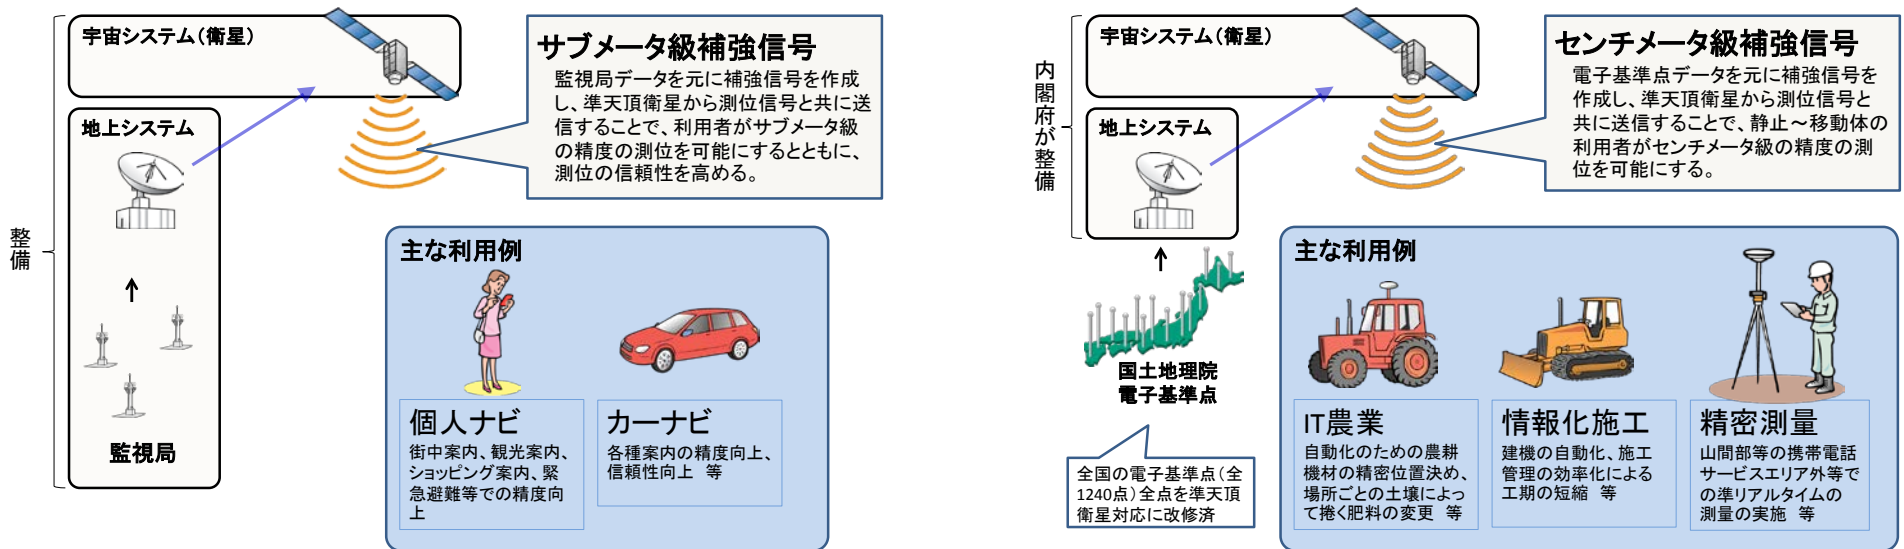 整備
宇宙システム(衛星)
地上システム
監視局
サブメータ級補強信号
監視局データを元に補強信号を作成
し、準天頂衛星から測位信号と共に送
信することで、利用者がサブメータ級
の精度の測位を可能にするとともに、
測位の信頼性を高める。
主な利用例
個人ナビ
街中案内、観光案内、
ショッピング案内、緊
急避難等での精度向
上
カーナビ
各種案内の精度向上、
信頼性向上 等
内閣府が整備
宇宙システム(衛星)
地上システム
国土地理院
電子基準点
全国の電子基準点(全
1240点)全点を準天頂
衛星対応に改修済
センチメータ級補強信号
電子基準点データを元に補強信号を
作成し、準天頂衛星から測位信号と
共に送信することで、静止~移動体の
利用者がセンチメータ級の精度の測
位を可能にする。
主な利用例
IT農業
自動化のための農耕
機材の精密位置決め、
場所ごとの土壌によっ
て捲く肥料の変更 等
情報化施工
建機の自動化、施工
管理の効率化による
工期の短縮 等
精密測量
山間部等の携帯電話
サービスエリア外等で
の準リアルタイムの
測量の実施 等